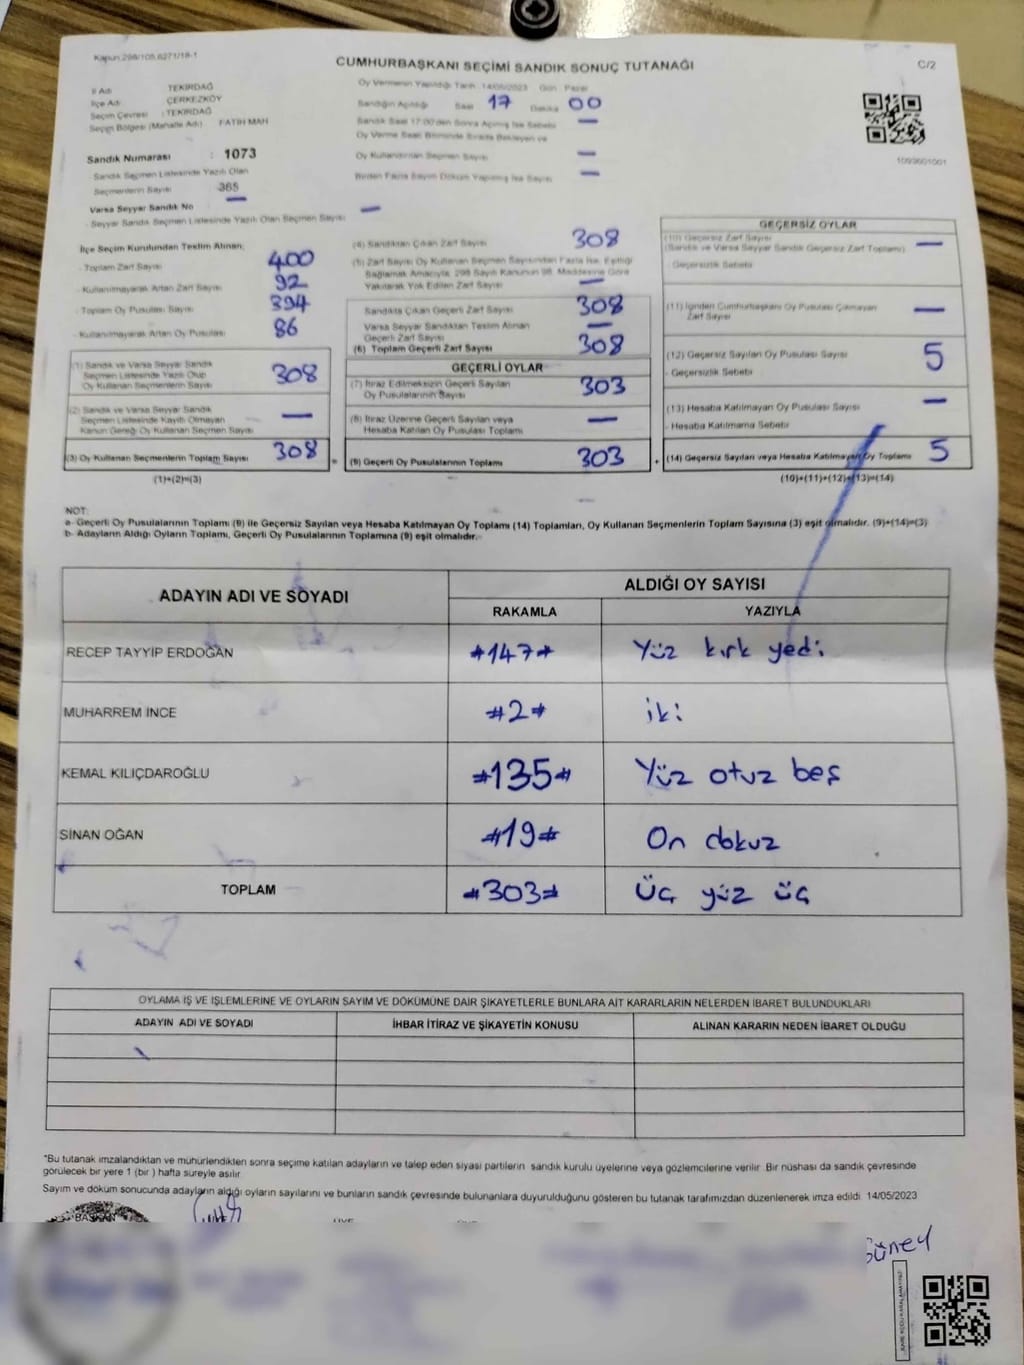 Kanun:298/105,6271/18-1
CUMHURBAŞKANI SEÇİMİ SANDIK SONUÇ TUTANAĞI
C/2
İl Adı TEKİRDAĞ
İlçe Adı ÇERKEZKÖY
Seçim Çevresi : TEKİRDAĞ
Seçim Bölgesi (Mahalle Adı) FATİH MAH
Sandık Numarası : 1073
Sandık Seçmen Listesinde Yazılı Olan
Seçmenlerin Sayısı 365
Varsa Seyyar Sandık No —
- Seyyar Sandık Seçmen Listesinde Yazılı Olan Seçmen Sayısı —
Oy Vermenin Yapıldığı Tarih :14/05/2023 Gün : Pazar
Sandığın Açıldığı Saat 17 Dakika 00
Sandık Saat 17:00'den Sonra Açılmış İse Sebebi —
Oy Verme Saati Bitiminde Sırada Bekleyen ve
Oy Kullandırılan Seçmen Sayısı —
Birden Fazla Sayım Döküm Yapılmış İse Sayısı —
1093601001
İlçe Seçim Kurulundan Teslim Alınan;
- Toplam Zarf Sayısı 400
- Kullanılmayarak Artan Zarf Sayısı 92
- Toplam Oy Pusulası Sayısı 394
- Kullanılmayarak Artan Oy Pusulası 86
(1) Sandık ve Varsa Seyyar Sandık
Seçmen Listesinde Yazılı Olup
Oy Kullanan Seçmenlerin Sayısı 308
(2) Sandık ve Varsa Seyyar Sandık
Seçmen Listesinde Kayıtlı Olmayan
Kanun Gereği Oy Kullanan Seçmen Sayısı —
(3) Oy Kullanan Seçmenlerin Toplam Sayısı 308 =
(1)+(2)=(3)
(4) Sandıktan Çıkan Zarf Sayısı 308
(5) Zarf Sayısı Oy Kullanan Seçmen Sayısından Fazla İse, Eşitliği
Sağlamak Amacıyla, 298 Sayılı Kanunun 98. Maddesine Göre
Yakılarak Yok Edilen Zarf Sayısı —
Sandıkta Çıkan Geçerli Zarf Sayısı 308
Varsa Seyyar Sandıktan Teslim Alınan
Geçerli Zarf Sayısı —
(6) Toplam Geçerli Zarf Sayısı 308
GEÇERLİ OYLAR
(7) İtiraz Edilmeksizin Geçerli Sayılan
Oy Pusulalarının Sayısı 303
(8) İtiraz Üzerine Geçerli Sayılan veya
Hesaba Katılan Oy Pusulası Toplamı —
(9) Geçerli Oy Pusulalarının Toplamı 303 +
GEÇERSİZ OYLAR
(10) Geçersiz Zarf Sayısı —
(Sandık ve Varsa Seyyar Sandık Geçersiz Zarf Toplamı)
- Geçersizlik Sebebi
(11) İçinden Cumhurbaşkanı Oy Pusulası Çıkmayan
Zarf Sayısı —
(12) Geçersiz Sayılan Oy Pusulası Sayısı 5
- Geçersizlik Sebebi
(13) Hesaba Katılmayan Oy Pusulası Sayısı —
- Hesaba Katılmama Sebebi
(14) Geçersiz Sayılan veya Hesaba Katılmayan Oy Toplamı 5
(10)+(11)+(12)+(13)=(14)
NOT:
a- Geçerli Oy Pusulalarının Toplamı (9) ile Geçersiz Sayılan veya Hesaba Katılmayan Oy Toplamı (14) Toplamları, Oy Kullanan Seçmenlerin Toplam Sayısına (3) eşit olmalıdır. (9)+(14)=(3)
b- Adayların Aldığı Oyların Toplamı, Geçerli Oy Pusulalarının Toplamına (9) eşit olmalıdır.
ADAYIN ADI VE SOYADI
ALDIĞI OY SAYISI
RAKAMLA YAZIYLA
RECEP TAYYİP ERDOĞAN #147# Yüz kırk yedi
MUHARREM İNCE #2# iki
KEMAL KILIÇDAROĞLU #135# Yüz otuz beş
SİNAN OĞAN #19# On dokuz
TOPLAM #303# Üç yüz üç
OYLAMA İŞ VE İŞLEMLERİNE VE OYLARIN SAYIM VE DÖKÜMÜNE DAİR ŞİKAYETLERLE BUNLARA AİT KARARLARIN NELERDEN İBARET BULUNDUKLARI
ADAYIN ADI VE SOYADI İHBAR İTİRAZ VE ŞİKAYETİN KONUSU ALINAN KARARIN NEDEN İBARET OLDUĞU
*Bu tutanak imzalandıktan ve mühürlendikten sonra seçime katılan adayların ve talep eden siyasi partilerin sandık kurulu üyelerine veya gözlemcilerine verilir. Bir nüshası da sandık çevresinde
görülecek bir yere 1 (bir) hafta süreyle asılır.
Sayım ve döküm sonucunda adayların aldığı oyların sayılarını ve bunların sandık çevresinde bulunanlara duyurulduğunu gösteren bu tutanak tarafımızdan düzenlenerek imza edildi. 14/05/2023
BAŞKAN
Güney